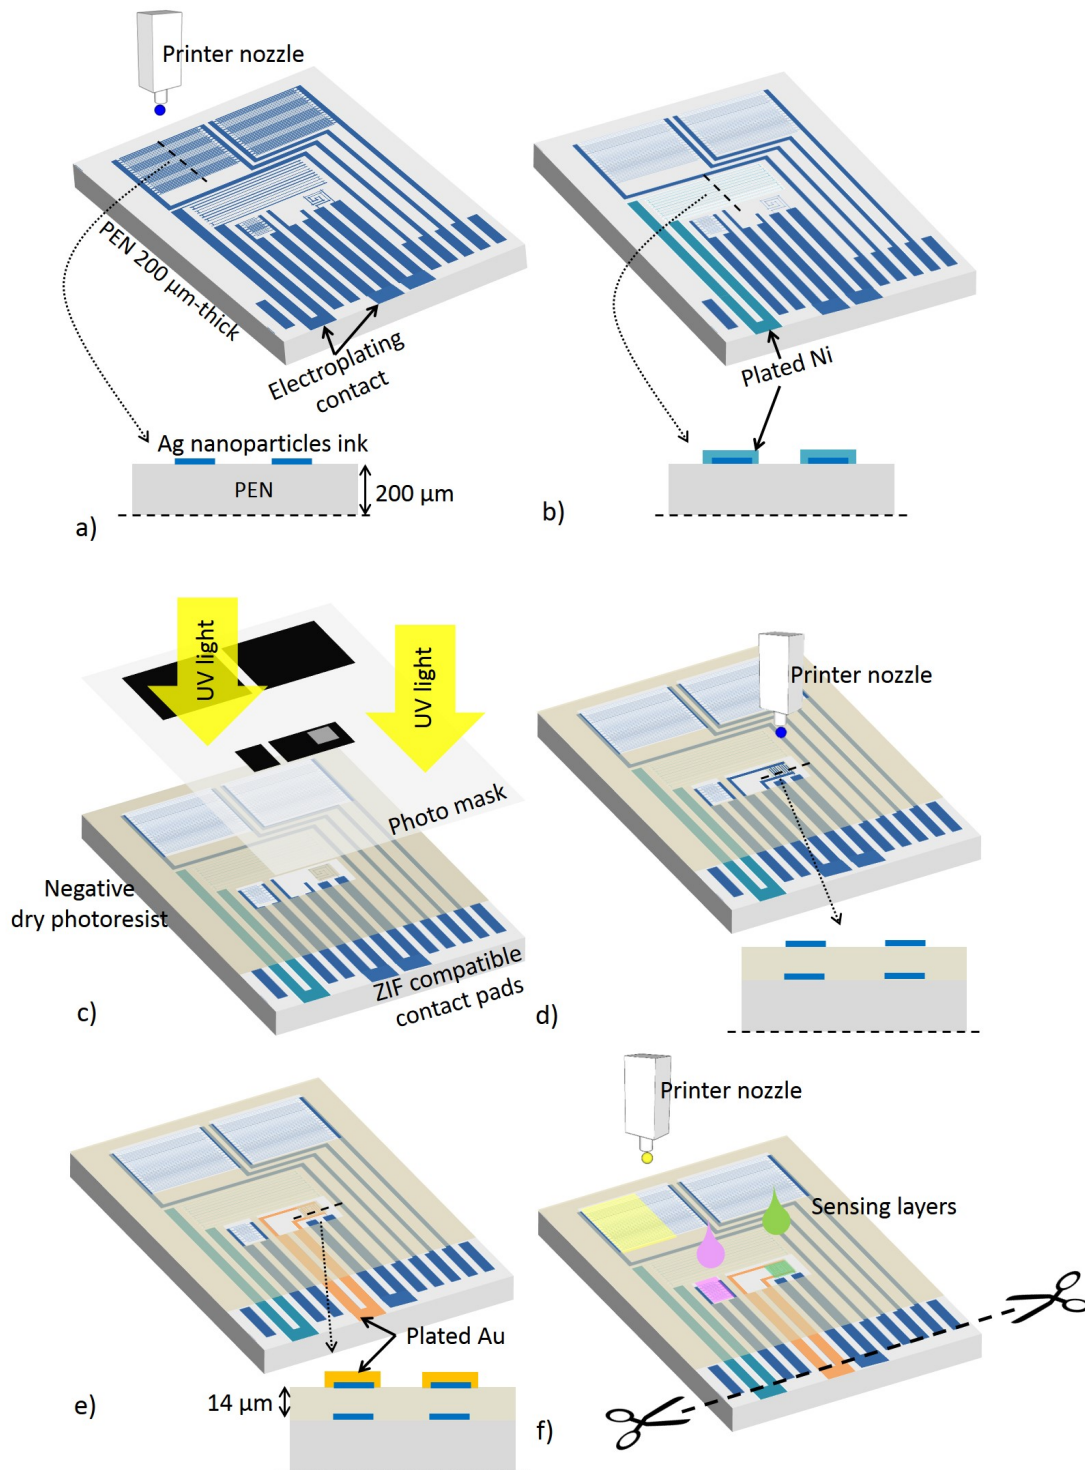 Printer nozzle
PEN 200 µm-thick
Electroplating
contact
Ag nanoparticles ink
PEN
200 µm
a)
Plated Ni
b)
UV light
UV light
Photo mask
Negative
dry photoresist
ZIF compatible
contact pads
c)
Printer nozzle
d)
Plated Au
14 µm
e)
Printer nozzle
Sensing layers
f)